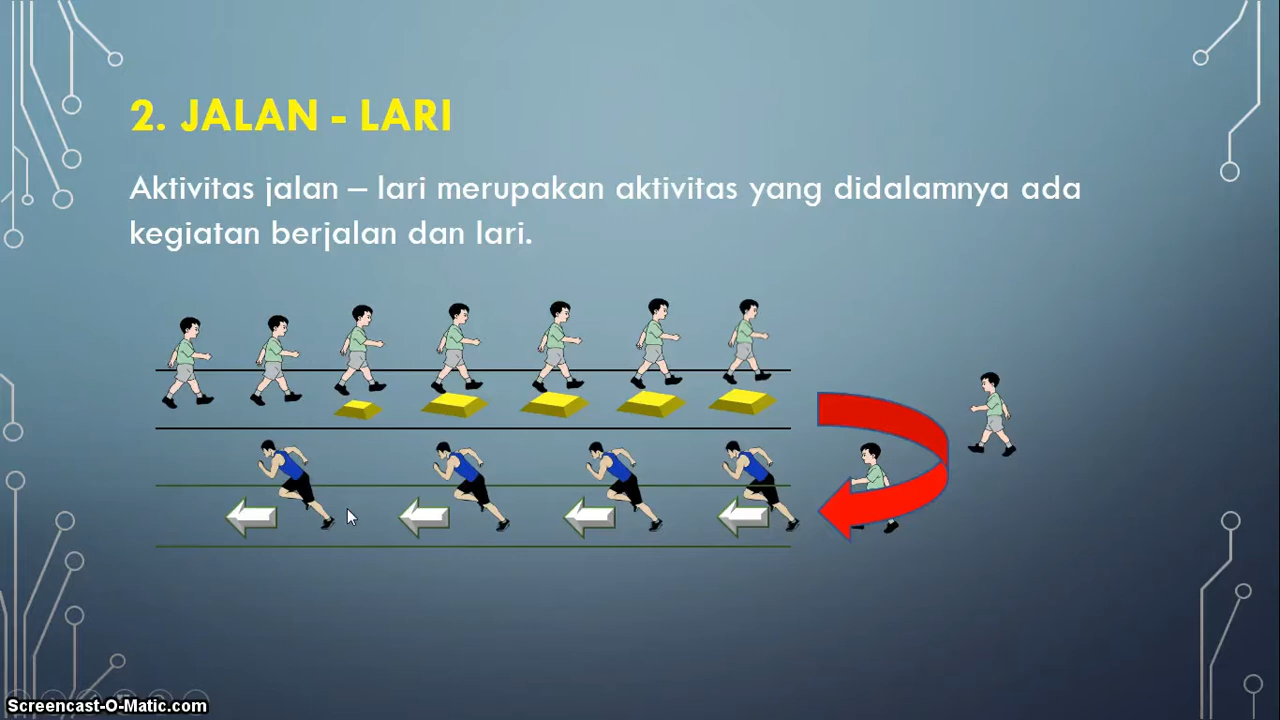 2. JALAN - LARI
Aktivitas jalan – lari merupakan aktivitas yang didalamnya ada
kegiatan berjalan dan lari.
Screencast-O-Matic.com